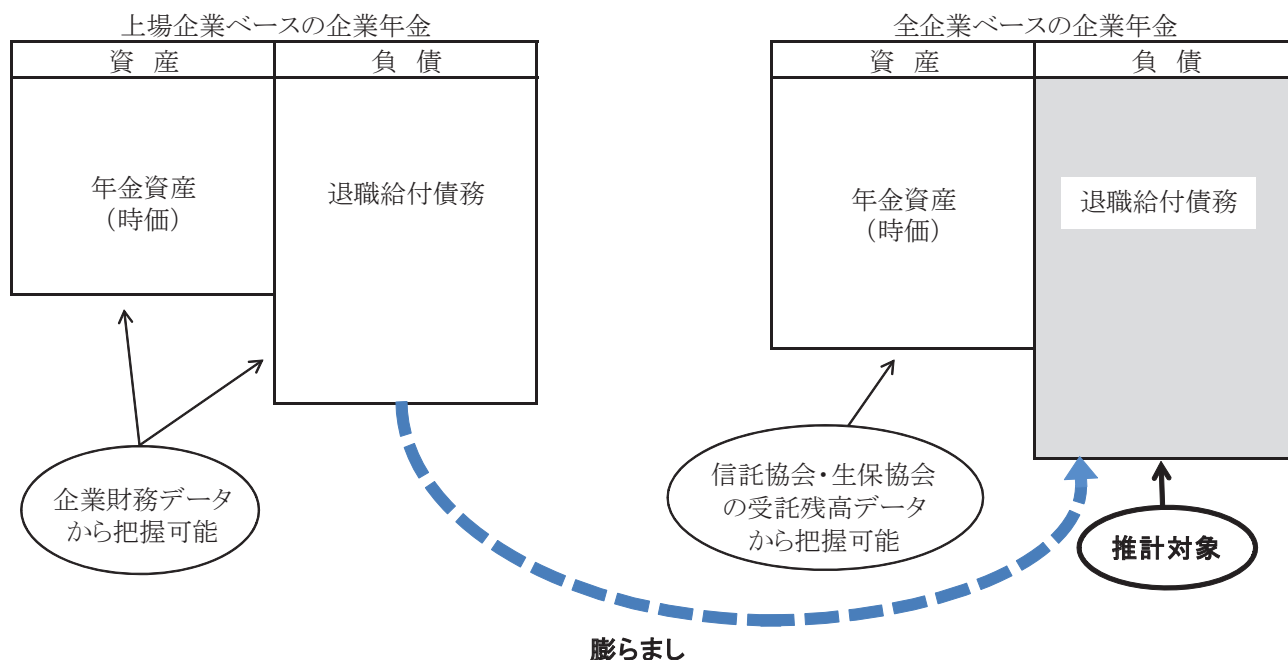 上場企業ベースの企業年金
資 産
負 債
年金資産
（時価）
退職給付債務
企業財務データ
から把握可能
全企業ベースの企業年金
資 産
負 債
年金資産
（時価）
退職給付債務
信託協会・生保協会
の受託残高データ
から把握可能
推計対象
膨らまし